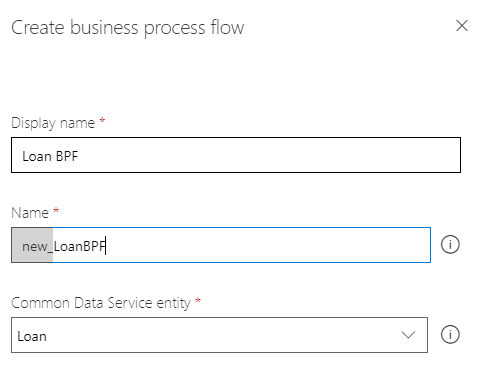 Create business process flow
Display name *
Loan BPF
Name *
new_LoanBPF
Common Data Service entity *
Loan